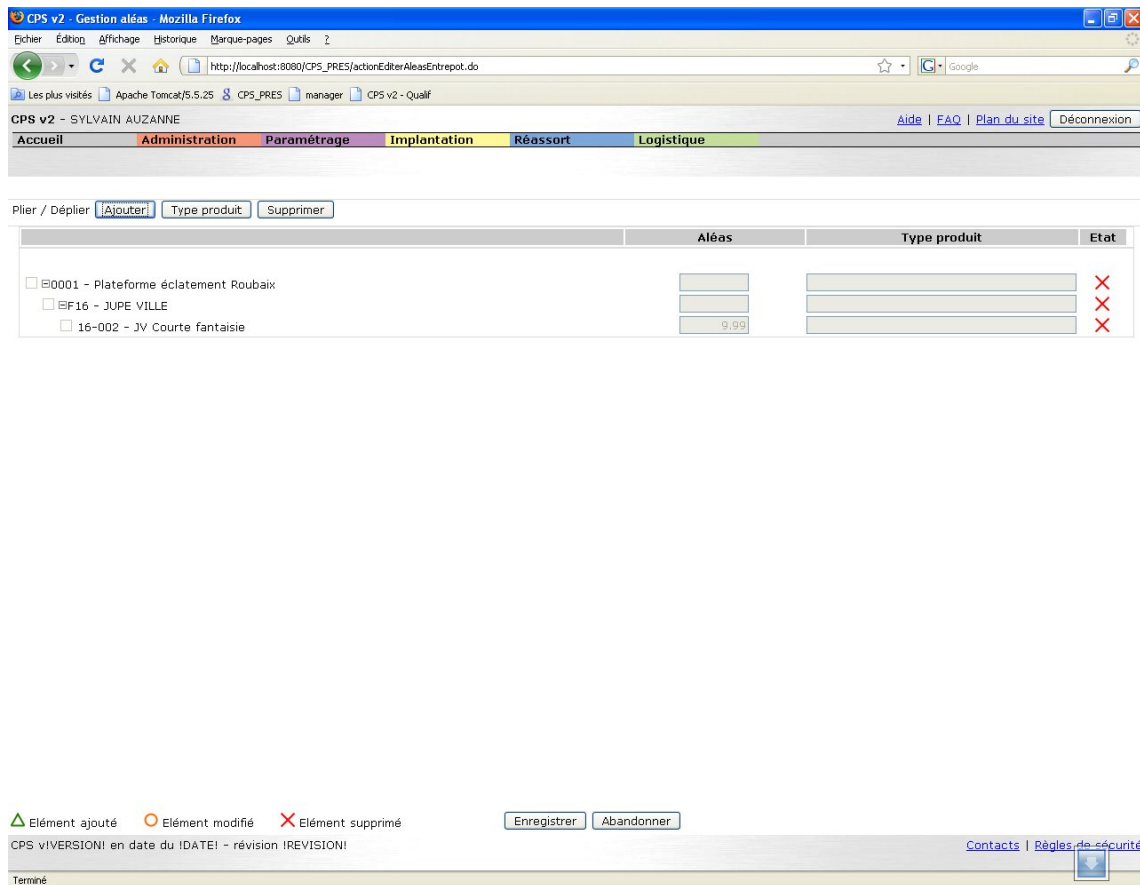 CPS v2 - Gestion aléas - Mozilla Firefox
Fichier Édition Affichage Historique Marque-pages Outils ?
http://localhost:8080/CPS_PRES/actionEditerAleasEntrepot.do
G Google
Les plus visités Apache Tomcat/5.5.25 CPS_PRES manager CPS v2 - Qualif
CPS v2 - SYLVAIN AUZANNE Aide | FAQ | Plan du site Déconnexion
Accueil Administration Paramétrage Implantation Réassort Logistique
Plier / Déplier Ajouter Type produit Supprimer
Aléas Type produit Etat
0001 - Plateforme éclatement Roubaix
F16 - JUPE VILLE
16-002 - JV Courte fantaisie 9.99
Elément ajouté Elément modifié Elément supprimé Enregistrer Abandonner
CPS v!VERSION! en date du !DATE! - révision !REVISION! Contacts | Règles de sécurité
Terminé